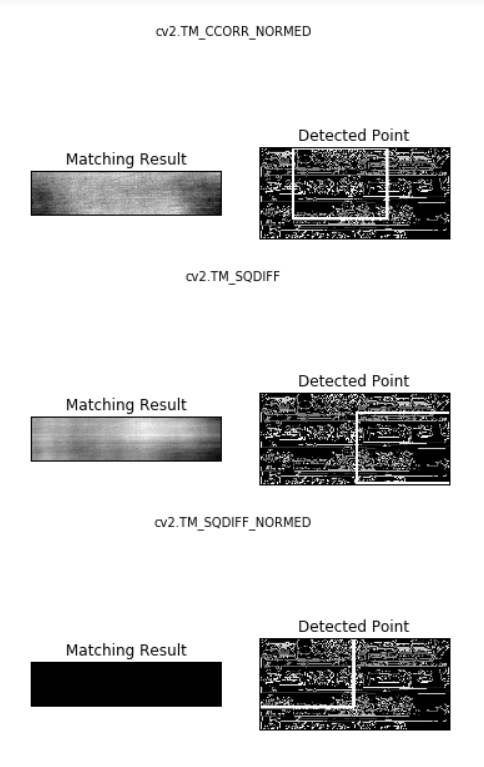 cv2.TM_CCORR_NORMED
Detected Point
Matching Result
cv2.TM_SQDIFF
Detected Point
Matching Result
cv2.TM_SQDIFF_NORMED
Detected Point
Matching Result